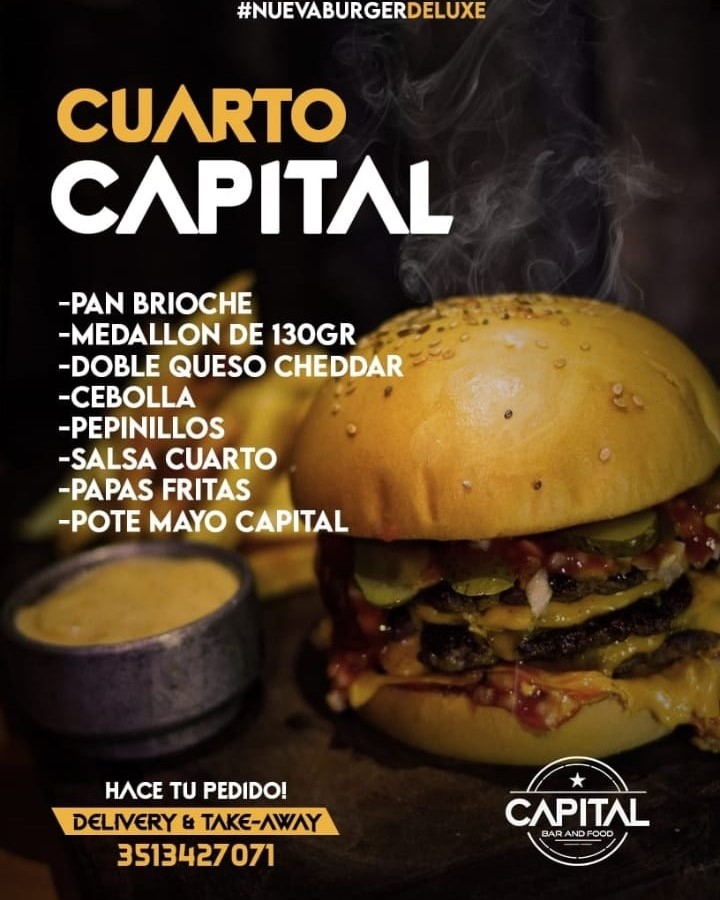 #NUEVABURGERDELUXE
CUARTO
CAPITAL
-PAN BRIOCHE
-MEDALLON DE 130GR
-DOBLE QUESO CHEDDAR
-CEBOLLA
-PEPINILLOS
-SALSA CUARTO
-PAPAS FRITAS
-POTE MAYO CAPITAL
HACE TU PEDIDO!
DELIVERY & TAKE-AWAY
3513427071
CAPITAL
BAR AND FOOD